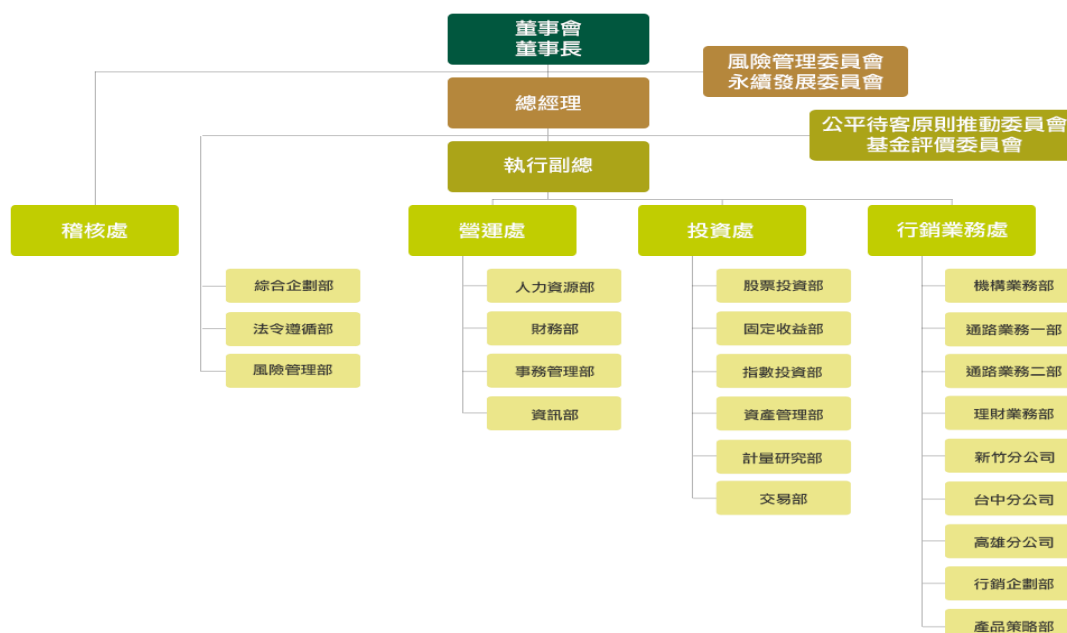 董事會
董事長
風險管理委員會
永續發展委員會
總經理
公平待客原則推動委員會
基金評價委員會
執行副總
稽核處
營運處
投資處
行銷業務處
綜合企劃部
法令遵循部
風險管理部
人力資源部
財務部
事務管理部
資訊部
股票投資部
固定收益部
指數投資部
資產管理部
計量研究部
交易部
機構業務部
通路業務一部
通路業務二部
理財業務部
新竹分公司
台中分公司
高雄分公司
行銷企劃部
產品策略部